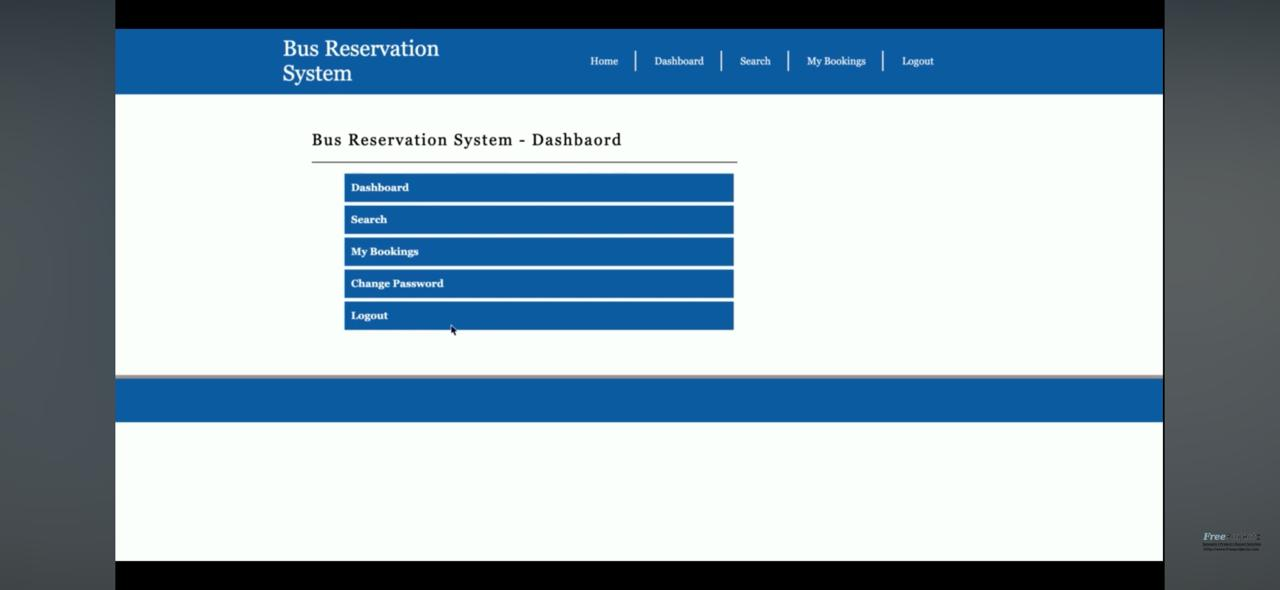 Bus Reservation
System
Home
Dashboard
Search
My Bookings
Logout
Bus Reservation System - Dashbaord
Dashboard
Search
My Bookings
Change Password
Logout
Free